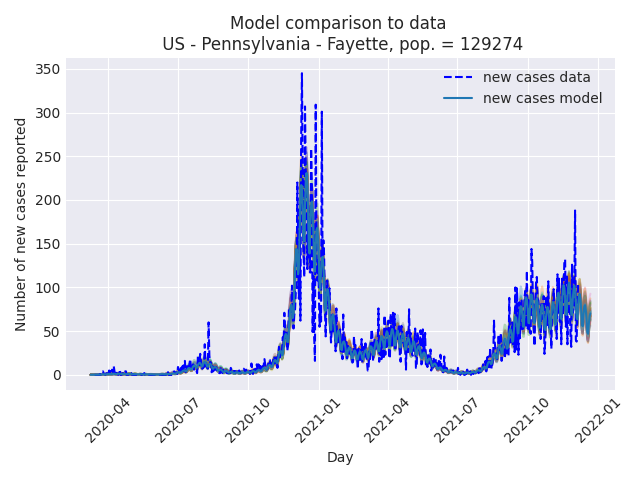 Model comparison to data
US - Pennsylvania - Fayette, pop. = 129274
new cases data
new cases model
Number of new cases reported
350
300
250
200
150
100
50
0
2020-04
2020-07
2020-10
2021-01
2021-04
2021-07
2021-10
2022-01
Day